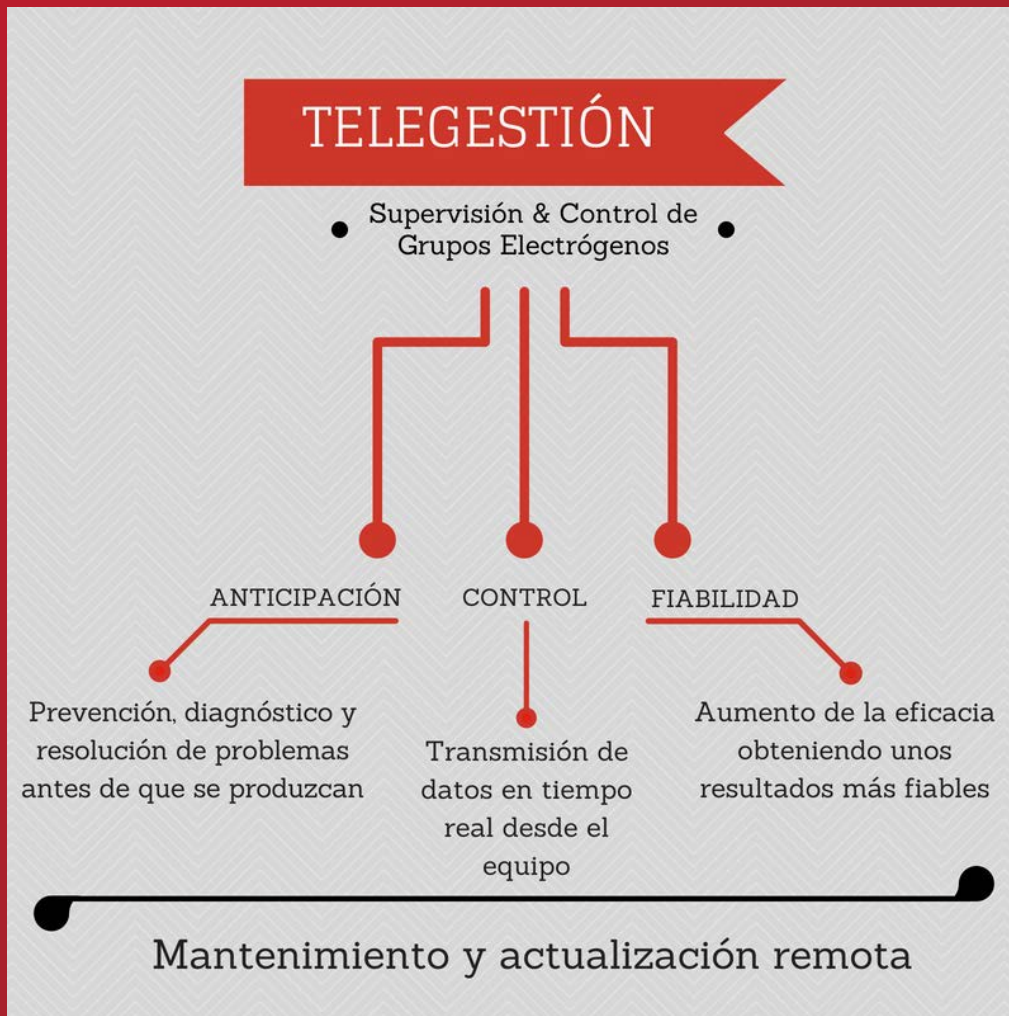 TELEGESTIÓN
Supervisión & Control de
Grupos Electrógenos
ANTICIPACIÓN
Prevención, diagnóstico y
resolución de problemas
antes de que se produzcan
CONTROL
Transmisión de
datos en tiempo
real desde el
equipo
FIABILIDAD
Aumento de la eficacia
obteniendo unos
resultados más fiables
Mantenimiento y actualización remota